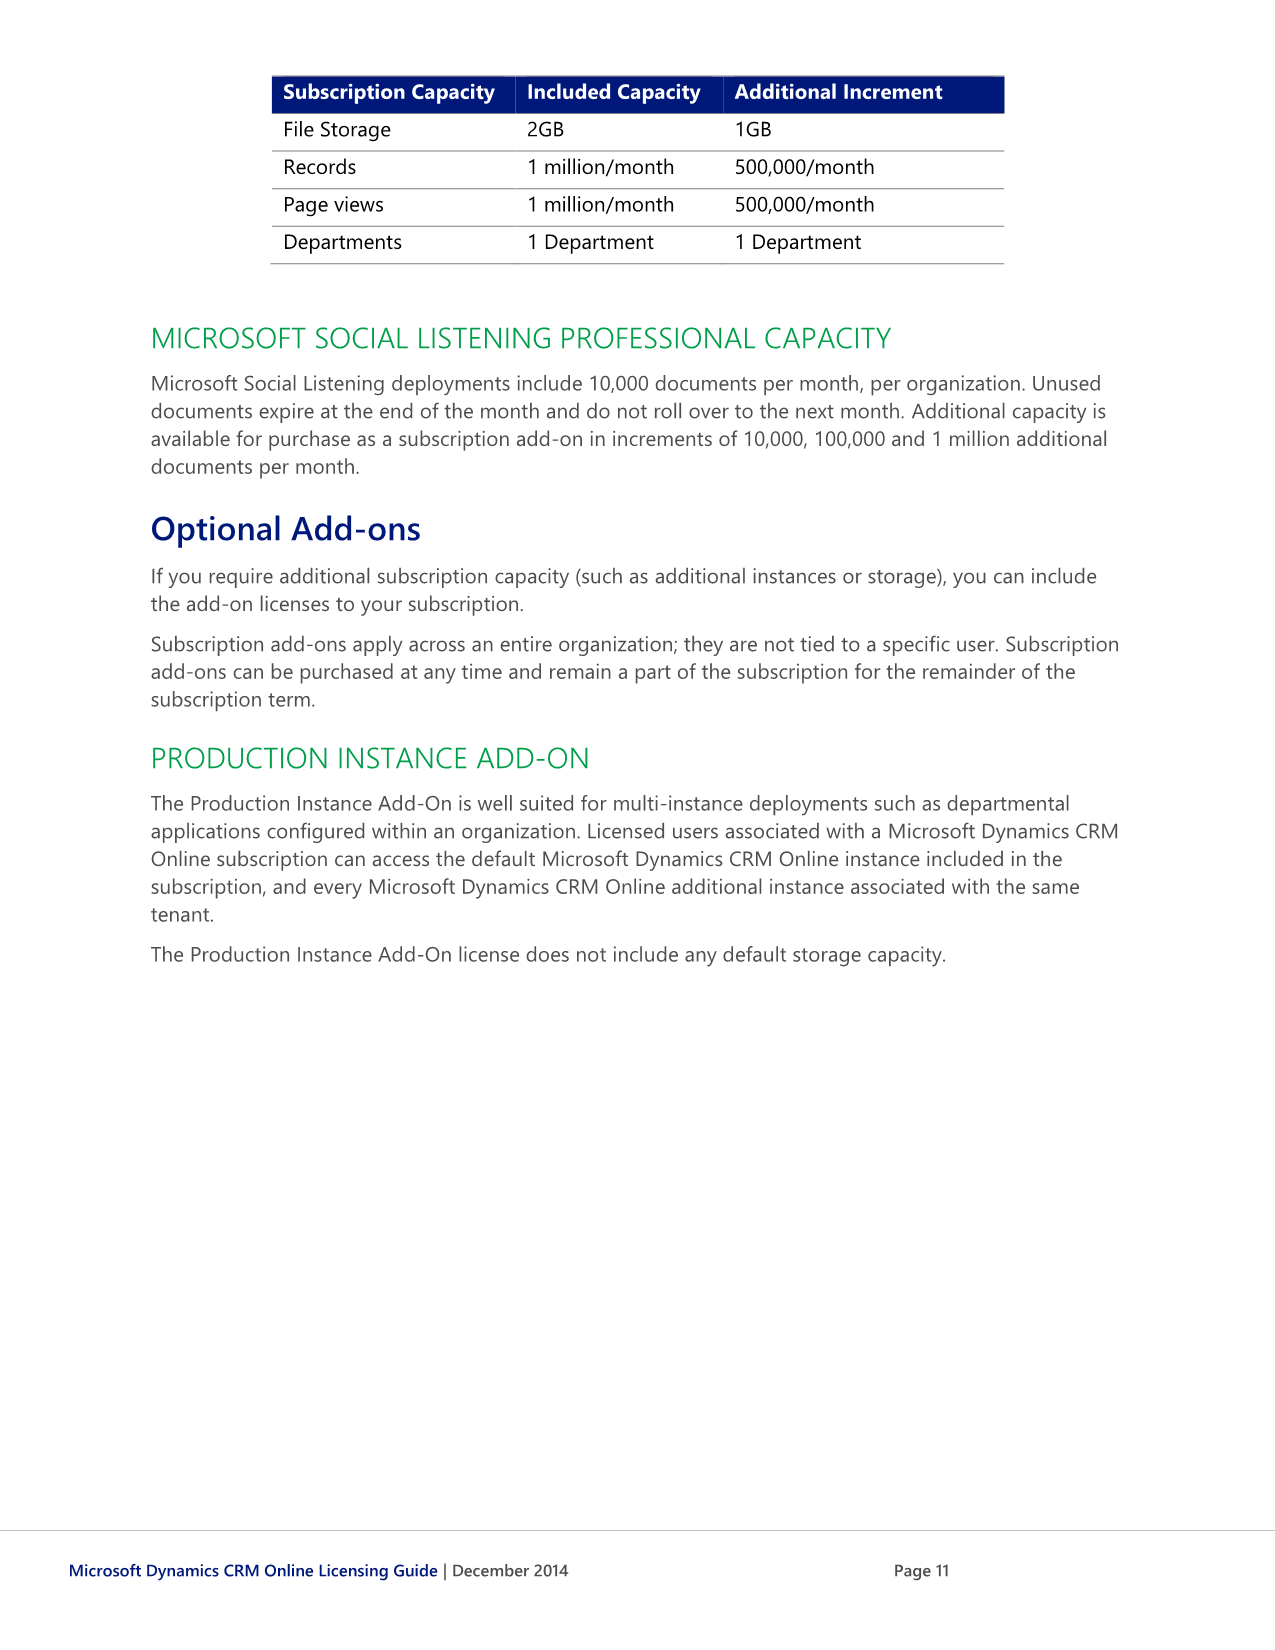 Subscription Capacity Included Capacity Additional Increment
File Storage 2GB 1GB
Records 1 million/month 500,000/month
Page views 1 million/month 500,000/month
Departments 1 Department 1 Department
MICROSOFT SOCIAL LISTENING PROFESSIONAL CAPACITY
Microsoft Social Listening deployments include 10,000 documents per month, per organization. Unused
documents expire at the end of the month and do not roll over to the next month. Additional capacity is
available for purchase as a subscription add-on in increments of 10,000, 100,000 and 1 million additional
documents per month.
Optional Add-ons
If you require additional subscription capacity (such as additional instances or storage), you can include
the add-on licenses to your subscription.
Subscription add-ons apply across an entire organization; they are not tied to a specific user. Subscription
add-ons can be purchased at any time and remain a part of the subscription for the remainder of the
subscription term.
PRODUCTION INSTANCE ADD-ON
The Production Instance Add-On is well suited for multi-instance deployments such as departmental
applications configured within an organization. Licensed users associated with a Microsoft Dynamics CRM
Online subscription can access the default Microsoft Dynamics CRM Online instance included in the
subscription, and every Microsoft Dynamics CRM Online additional instance associated with the same
tenant.
The Production Instance Add-On license does not include any default storage capacity.
Microsoft Dynamics CRM Online Licensing Guide | December 2014 Page 11